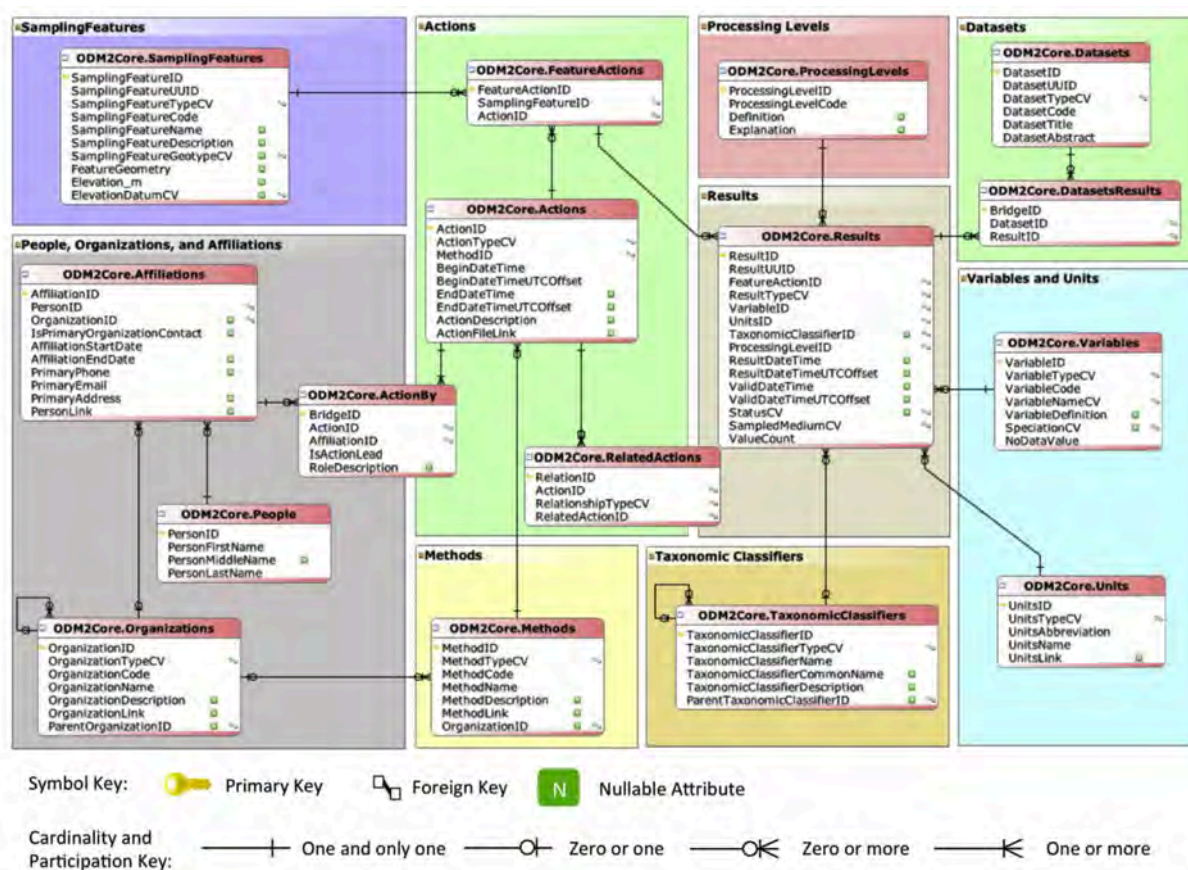 SamplingFeatures
ODM2Core.SamplingFeatures
SamplingFeatureID
SamplingFeatureUUID
SamplingFeatureTypeCV
SamplingFeatureCode
SamplingFeatureName
SamplingFeatureDescription
SamplingFeatureGeotypeCV
FeatureGeometry
Elevation_m
ElevationDatumCV
Actions
ODM2Core.FeatureActions
FeatureActionID
SamplingFeatureID
ActionID
ODM2Core.Actions
ActionID
ActionTypeCV
MethodID
BeginDateTime
BeginDateTimeUTCOffset
EndDateTime
EndDateTimeUTCOffset
ActionDescription
ActionFileLink
ODM2Core.RelatedActions
RelationID
ActionID
RelationshipTypeCV
RelatedActionID
Processing Levels
ODM2Core.ProcessingLevels
ProcessingLevelID
ProcessingLevelCode
Definition
Explanation
Datasets
ODM2Core.Datasets
DatasetID
DatasetUUID
DatasetTypeCV
DatasetCode
DatasetTitle
DatasetAbstract
ODM2Core.DatasetsResults
BridgeID
DatasetID
ResultID
Results
ODM2Core.Results
ResultID
ResultUUID
FeatureActionID
ResultTypeCV
VariableID
UnitsID
TaxonomicClassifierID
ProcessingLevelID
ResultDateTime
ResultDateTimeUTCOffset
ValidDateTime
ValidDateTimeUTCOffset
StatusCV
SampledMediumCV
ValueCount
People, Organizations, and Affiliations
ODM2Core.Affiliations
AffiliationID
PersonID
OrganizationID
IsPrimaryOrganizationContact
AffiliationStartDate
AffiliationEndDate
PrimaryPhone
PrimaryEmail
PrimaryAddress
PersonLink
ODM2Core.ActionBy
BridgeID
ActionID
AffiliationID
IsActionLead
RoleDescription
ODM2Core.People
PersonID
PersonFirstName
PersonMiddleName
PersonLastName
ODM2Core.Organizations
OrganizationID
OrganizationTypeCV
OrganizationCode
OrganizationName
OrganizationDescription
OrganizationLink
ParentOrganizationID
Methods
ODM2Core.Methods
MethodID
MethodTypeCV
MethodCode
MethodName
MethodDescription
MethodLink
OrganizationID
Taxonomic Classifiers
ODM2Core.TaxonomicClassifiers
TaxonomicClassifierID
TaxonomicClassifierTypeCV
TaxonomicClassifierName
TaxonomicClassifierCommonName
TaxonomicClassifierDescription
ParentTaxonomicClassifierID
Variables and Units
ODM2Core.Variables
VariableID
VariableTypeCV
VariableCode
VariableNameCV
VariableDefinition
SpeciationCV
NoDataValue
ODM2Core.Units
UnitsID
UnitsTypeCV
UnitsAbbreviation
UnitsName
UnitsLink
Symbol Key: Primary Key Foreign Key N Nullable Attribute
Cardinality and
Participation Key: One and only one Zero or one Zero or more One or more